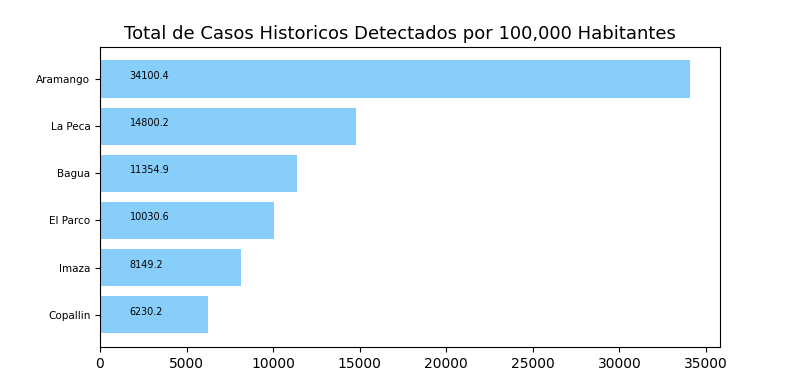 Total de Casos Historicos Detectados por 100,000 Habitantes
Aramango 34100.4
La Peca 14800.2
Bagua 11354.9
El Parco 10030.6
Imaza 8149.2
Copallin 6230.2
0 5000 10000 15000 20000 25000 30000 35000